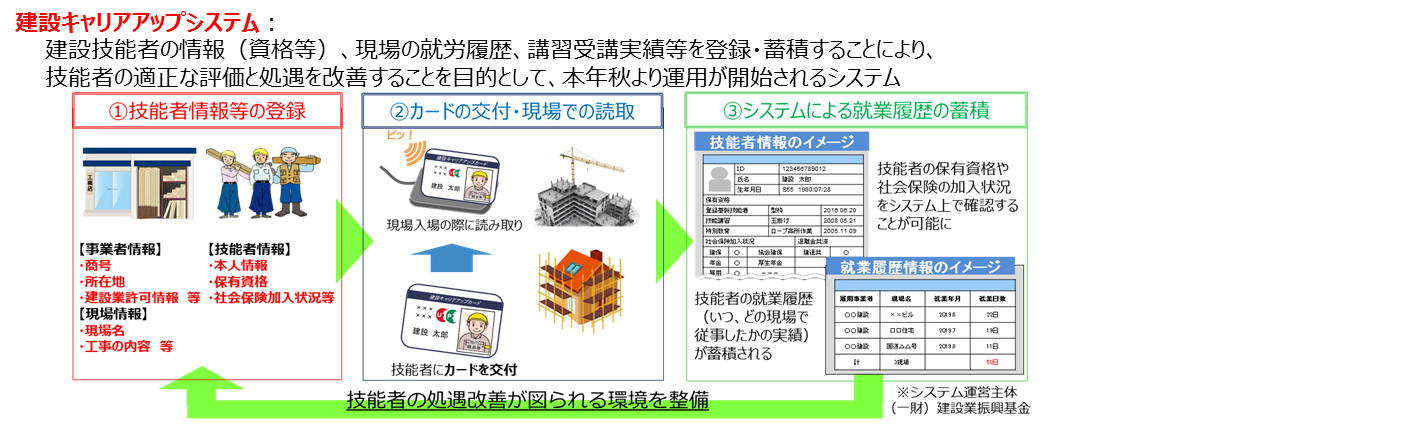 建設キャリアアップシステム：
建設技能者の情報（資格等）、現場の就労履歴、講習受講実績等を登録・蓄積することにより、
技能者の適正な評価と処遇を改善することを目的として、本年秋より運用が開始されるシステム
①技能者情報等の登録
工務店
【事業者情報】
・商号
・所在地
・建設業許可情報　等
【現場情報】
・現場名
・工事の内容　等
【技能者情報】
・本人情報
・保有資格
・社会保険加入状況等
②カードの交付・現場での読取
ピッ！
建設キャリアアップカード
建設　太郎
現場入場の際に読み取り
建設キャリアアップカード
××× ×××
建設　太郎
技能者にカードを交付
③システムによる就業履歴の蓄積
技能者情報のイメージ
ID 123456789012
氏名 建設　太郎
生年月日 S55 1980/07/28
保有資格
登録基幹技能者 型枠 2016.06.20
技能講習 玉掛け 2008.05.21
特別教育 ロープ高所作業 2005.11.09
社会保険加入状況 退職金共済
健保 ○ 協会健保 建退共 ○
年金 ○ 厚生年金
雇用 ○
技能者の保有資格や
社会保険の加入状況
をシステム上で確認する
ことが可能に
技能者の就業履歴
（いつ、どの現場で
従事したかの実績）
が蓄積される
就業履歴情報のイメージ
雇用事業者 現場名 就業年月 就業日数
○○建設 ××ビル 2019.6 22日
○○建設 ロロ住宅 2019.7 19日
○○建設 国道△△号 2019.8 11日
計 3現場 52日
技能者の処遇改善が図られる環境を整備
※システム運営主体
（一財）建設業振興基金